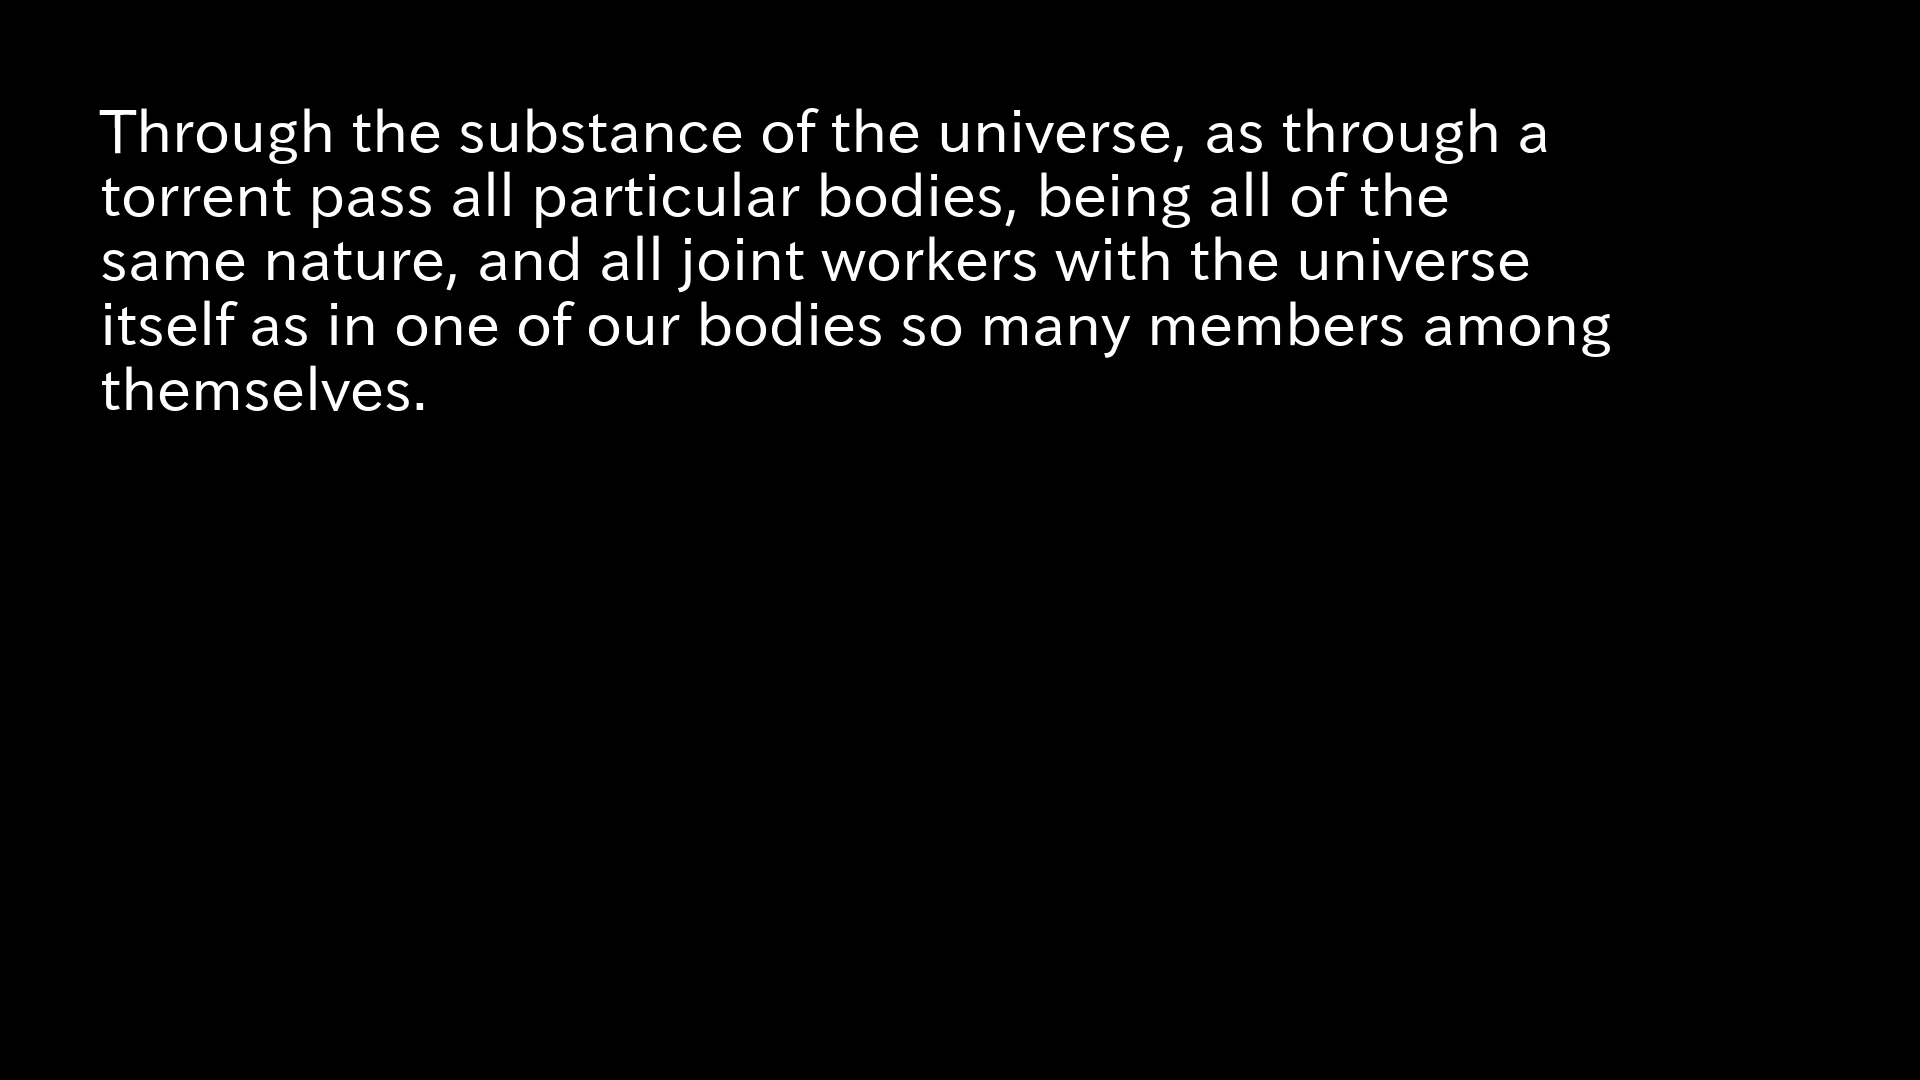 Through the substance of the universe, as through a
torrent pass all particular bodies, being all of the
same nature, and all joint workers with the universe
itself as in one of our bodies so many members among
themselves.